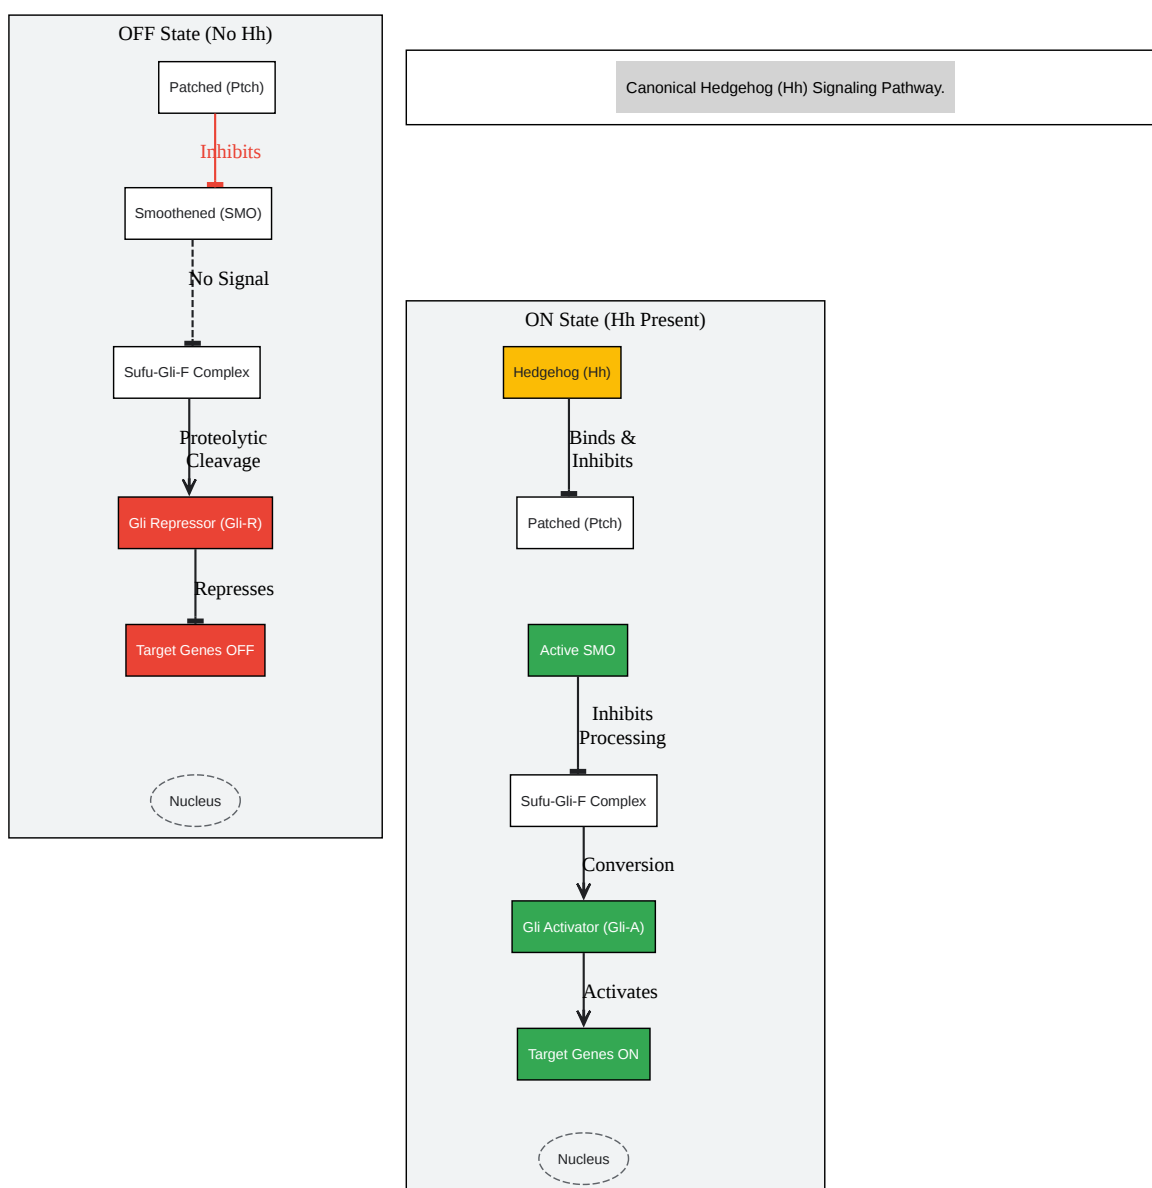 OFF State (No Hh)
Patched (Ptch)
Inhibits
Smoothened (SMO)
No Signal
Sufu-Gli-F Complex
Proteolytic
Cleavage
Gli Repressor (Gli-R)
Represses
Target Genes OFF
Nucleus
Canonical Hedgehog (Hh) Signaling Pathway.
ON State (Hh Present)
Hedgehog (Hh)
Binds &
Inhibits
Patched (Ptch)
Active SMO
Inhibits
Processing
Sufu-Gli-F Complex
Conversion
Gli Activator (Gli-A)
Activates
Target Genes ON
Nucleus